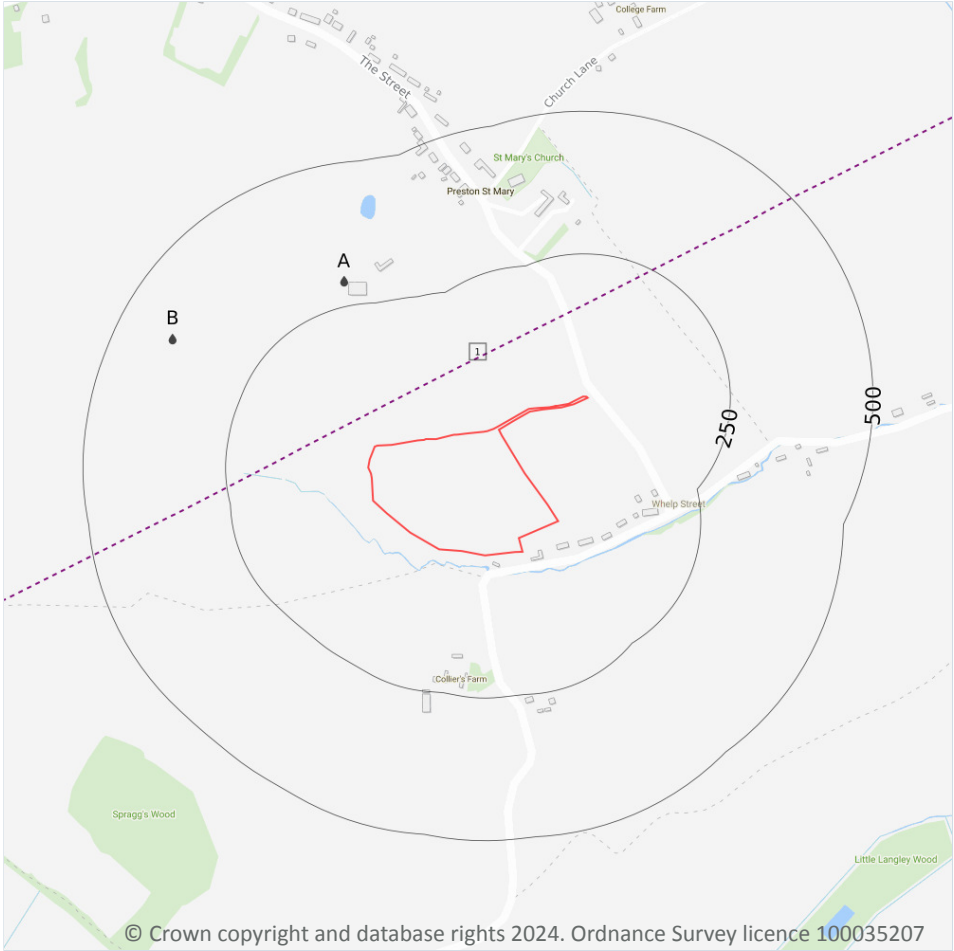 College Farm
The Street
Church Lane
St Mary's Church
Preston St Mary
A
B
1
250
500
Whelp Street
Collier's Farm
Spragg's Wood
Little Langley Wood
© Crown copyright and database rights 2024. Ordnance Survey licence 100035207